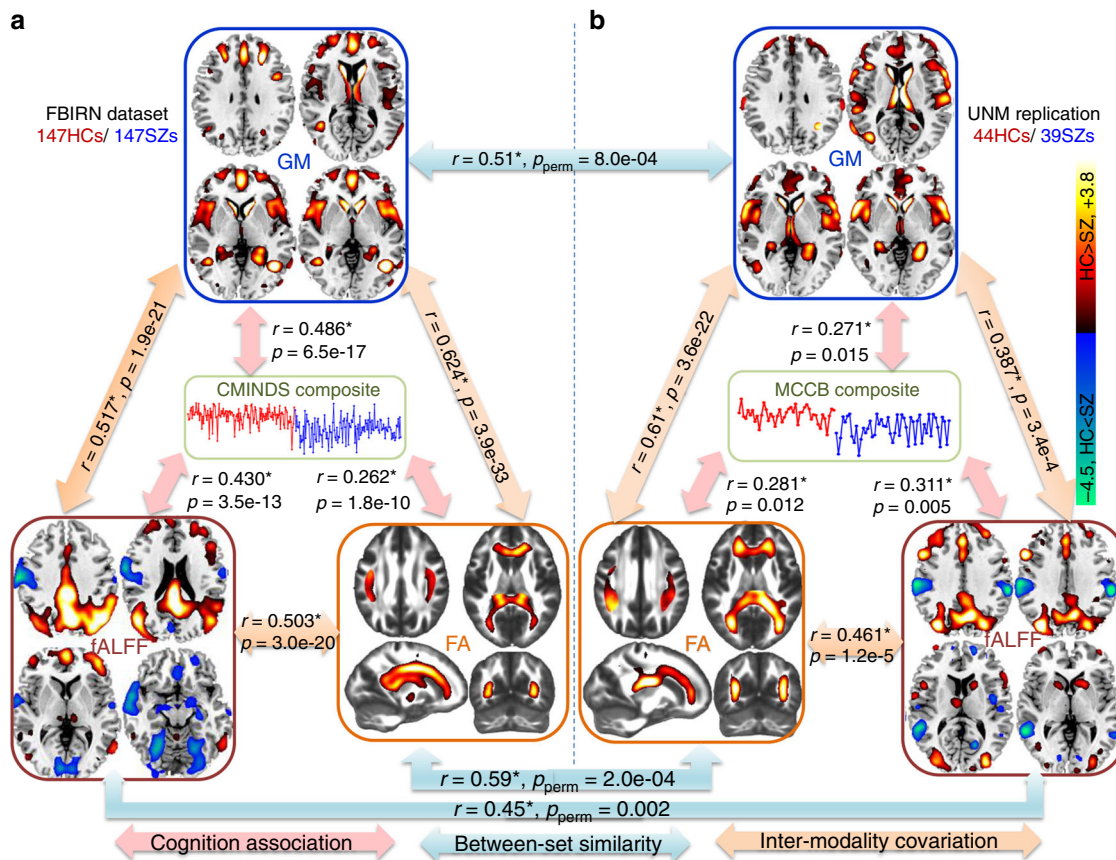 a
b
FBIRN dataset
147HCs/ 147SZs
GM
r = 0.51*, p perm = 8.0e-04
GM
UNM replication
44HCs/ 39SZs
HC>SZ, +3.8
−4.5, HC<SZ
r = 0.517*, p = 1.9e-21
r = 0.486*
p = 6.5e-17
r = 0.624*, p = 3.9e-33
CMINDS composite
r = 0.430*
p = 3.5e-13
r = 0.262*
p = 1.8e-10
r = 0.61*, p = 3.6e-22
r = 0.271*
p = 0.015
r = 0.387*, p = 3.4e-4
MCCB composite
r = 0.281*
p = 0.012
r = 0.311*
p = 0.005
fALFF
r = 0.503*
p = 3.0e-20
FA
FA
r = 0.461*
p = 1.2e-5
fALFF
r = 0.59*, p perm = 2.0e-04
r = 0.45*, p perm = 0.002
Cognition association
Between-set similarity
Inter-modality covariation